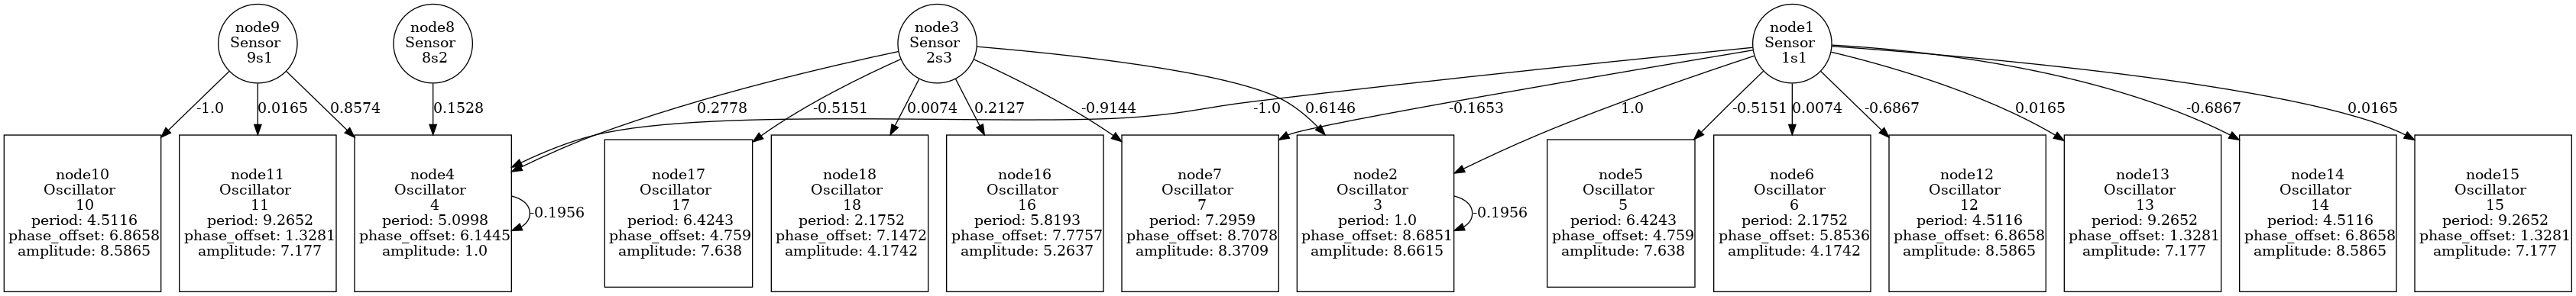 node9
Sensor
9s1
node8
Sensor
8s2
node3
Sensor
2s3
node1
Sensor
1s1
-1.0
0.0165
0.8574
0.1528
0.2778
-0.5151
0.0074
0.2127
-0.9144
0.6146
-1.0
-0.1653
1.0
-0.5151
0.0074
-0.6867
0.0165
-0.6867
0.0165
node10
Oscillator
10
period: 4.5116
phase_offset: 6.8658
amplitude: 8.5865
node11
Oscillator
11
period: 9.2652
phase_offset: 1.3281
amplitude: 7.177
node4
Oscillator
4
period: 5.0998
phase_offset: 6.1445
amplitude: 1.0
-0.1956
node17
Oscillator
17
period: 6.4243
phase_offset: 4.759
amplitude: 7.638
node18
Oscillator
18
period: 2.1752
phase_offset: 7.1472
amplitude: 4.1742
node16
Oscillator
16
period: 5.8193
phase_offset: 7.7757
amplitude: 5.2637
node7
Oscillator
7
period: 7.2959
phase_offset: 8.7078
amplitude: 8.3709
node2
Oscillator
3
period: 1.0
phase_offset: 8.6851
amplitude: 8.6615
-0.1956
node5
Oscillator
5
period: 6.4243
phase_offset: 4.759
amplitude: 7.638
node6
Oscillator
6
period: 2.1752
phase_offset: 5.8536
amplitude: 4.1742
node12
Oscillator
12
period: 4.5116
phase_offset: 6.8658
amplitude: 8.5865
node13
Oscillator
13
period: 9.2652
phase_offset: 1.3281
amplitude: 7.177
node14
Oscillator
14
period: 4.5116
phase_offset: 6.8658
amplitude: 8.5865
node15
Oscillator
15
period: 9.2652
phase_offset: 1.3281
amplitude: 7.177